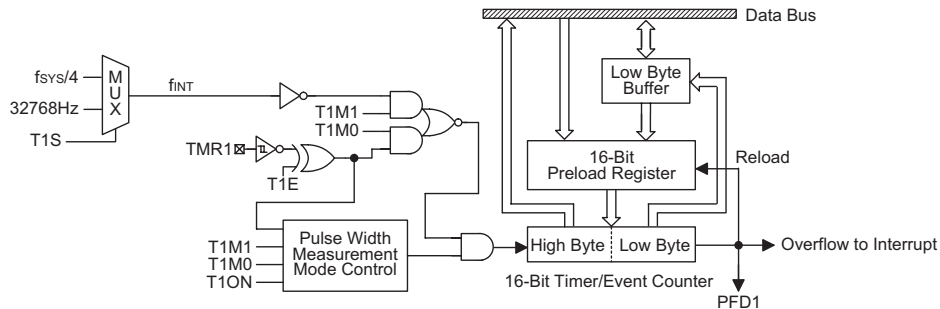 Data Bus
fSYS/4
32768Hz
T1S
MUX
fINT
T1M1
T1M0
TMR1
T1E
Low Byte
Buffer
16-Bit
Preload Register
Reload
T1M1
T1M0
T1ON
Pulse Width
Measurement
Mode Control
High Byte
Low Byte
16-Bit Timer/Event Counter
Overflow to Interrupt
PFD1